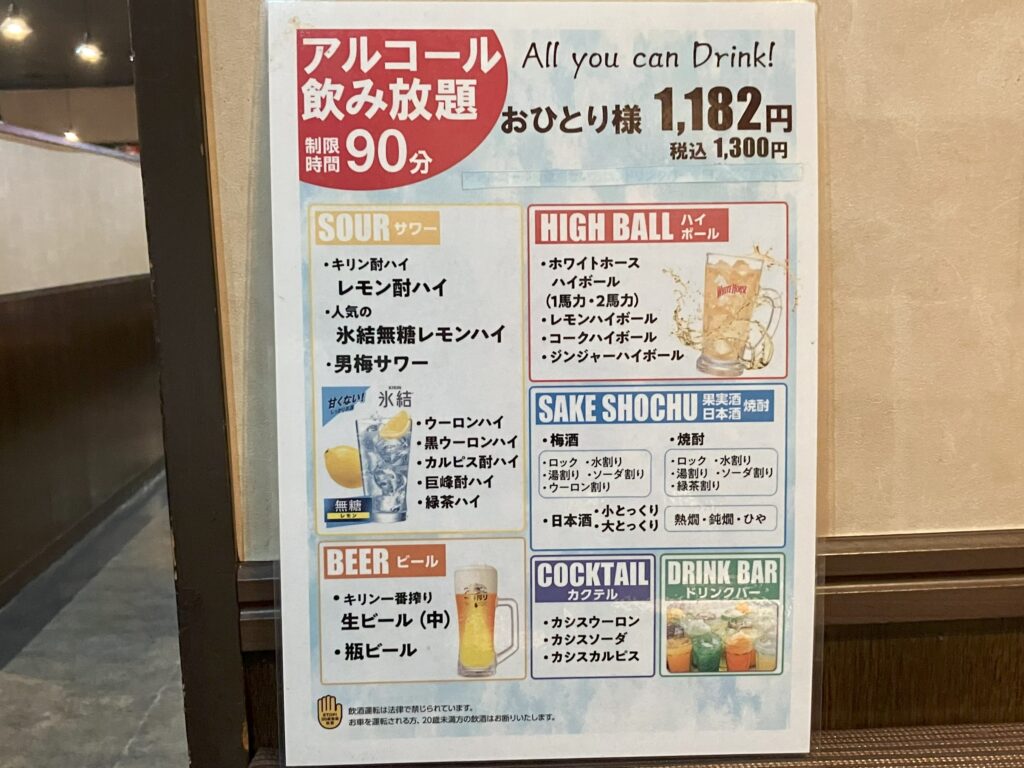 アルコール
飲み放題
制限
時間 90分
All you can Drink!
おひとり様 1,182円
税込 1,300円
SOUR サワー
・キリン酎ハイ
レモン酎ハイ
・人気の
氷結無糖レモンハイ
・男梅サワー
甘くない!
KIRIN
氷結
無糖
レモン
・ウーロンハイ
・黒ウーロンハイ
・カルピス酎ハイ
・巨峰酎ハイ
・緑茶ハイ
BEER ビール
・キリン一番搾り
生ビール(中)
・瓶ビール
HIGH BALL ハイ
ボール
・ホワイトホース
ハイボール
(1馬力・2馬力)
・レモンハイボール
・コークハイボール
・ジンジャーハイボール
WHITE HORSE
SAKE SHOCHU 果実酒 焼酎
日本酒
・梅酒
・ロック ・水割り
・湯割り ・ソーダ割り
・ウーロン割り
・焼酎
・ロック ・水割り
・湯割り ・ソーダ割り
・緑茶割り
・日本酒 ・小とっくり
・大とっくり
熱燗・鈍燗・ひや
COCKTAIL
カクテル
・カシスウーロン
・カシスソーダ
・カシスカルピス
DRINK BAR
ドリンクバー
飲酒運転は法律で禁じられています。
お車を運転される方、20歳未満の方の飲酒はお断りいたします。